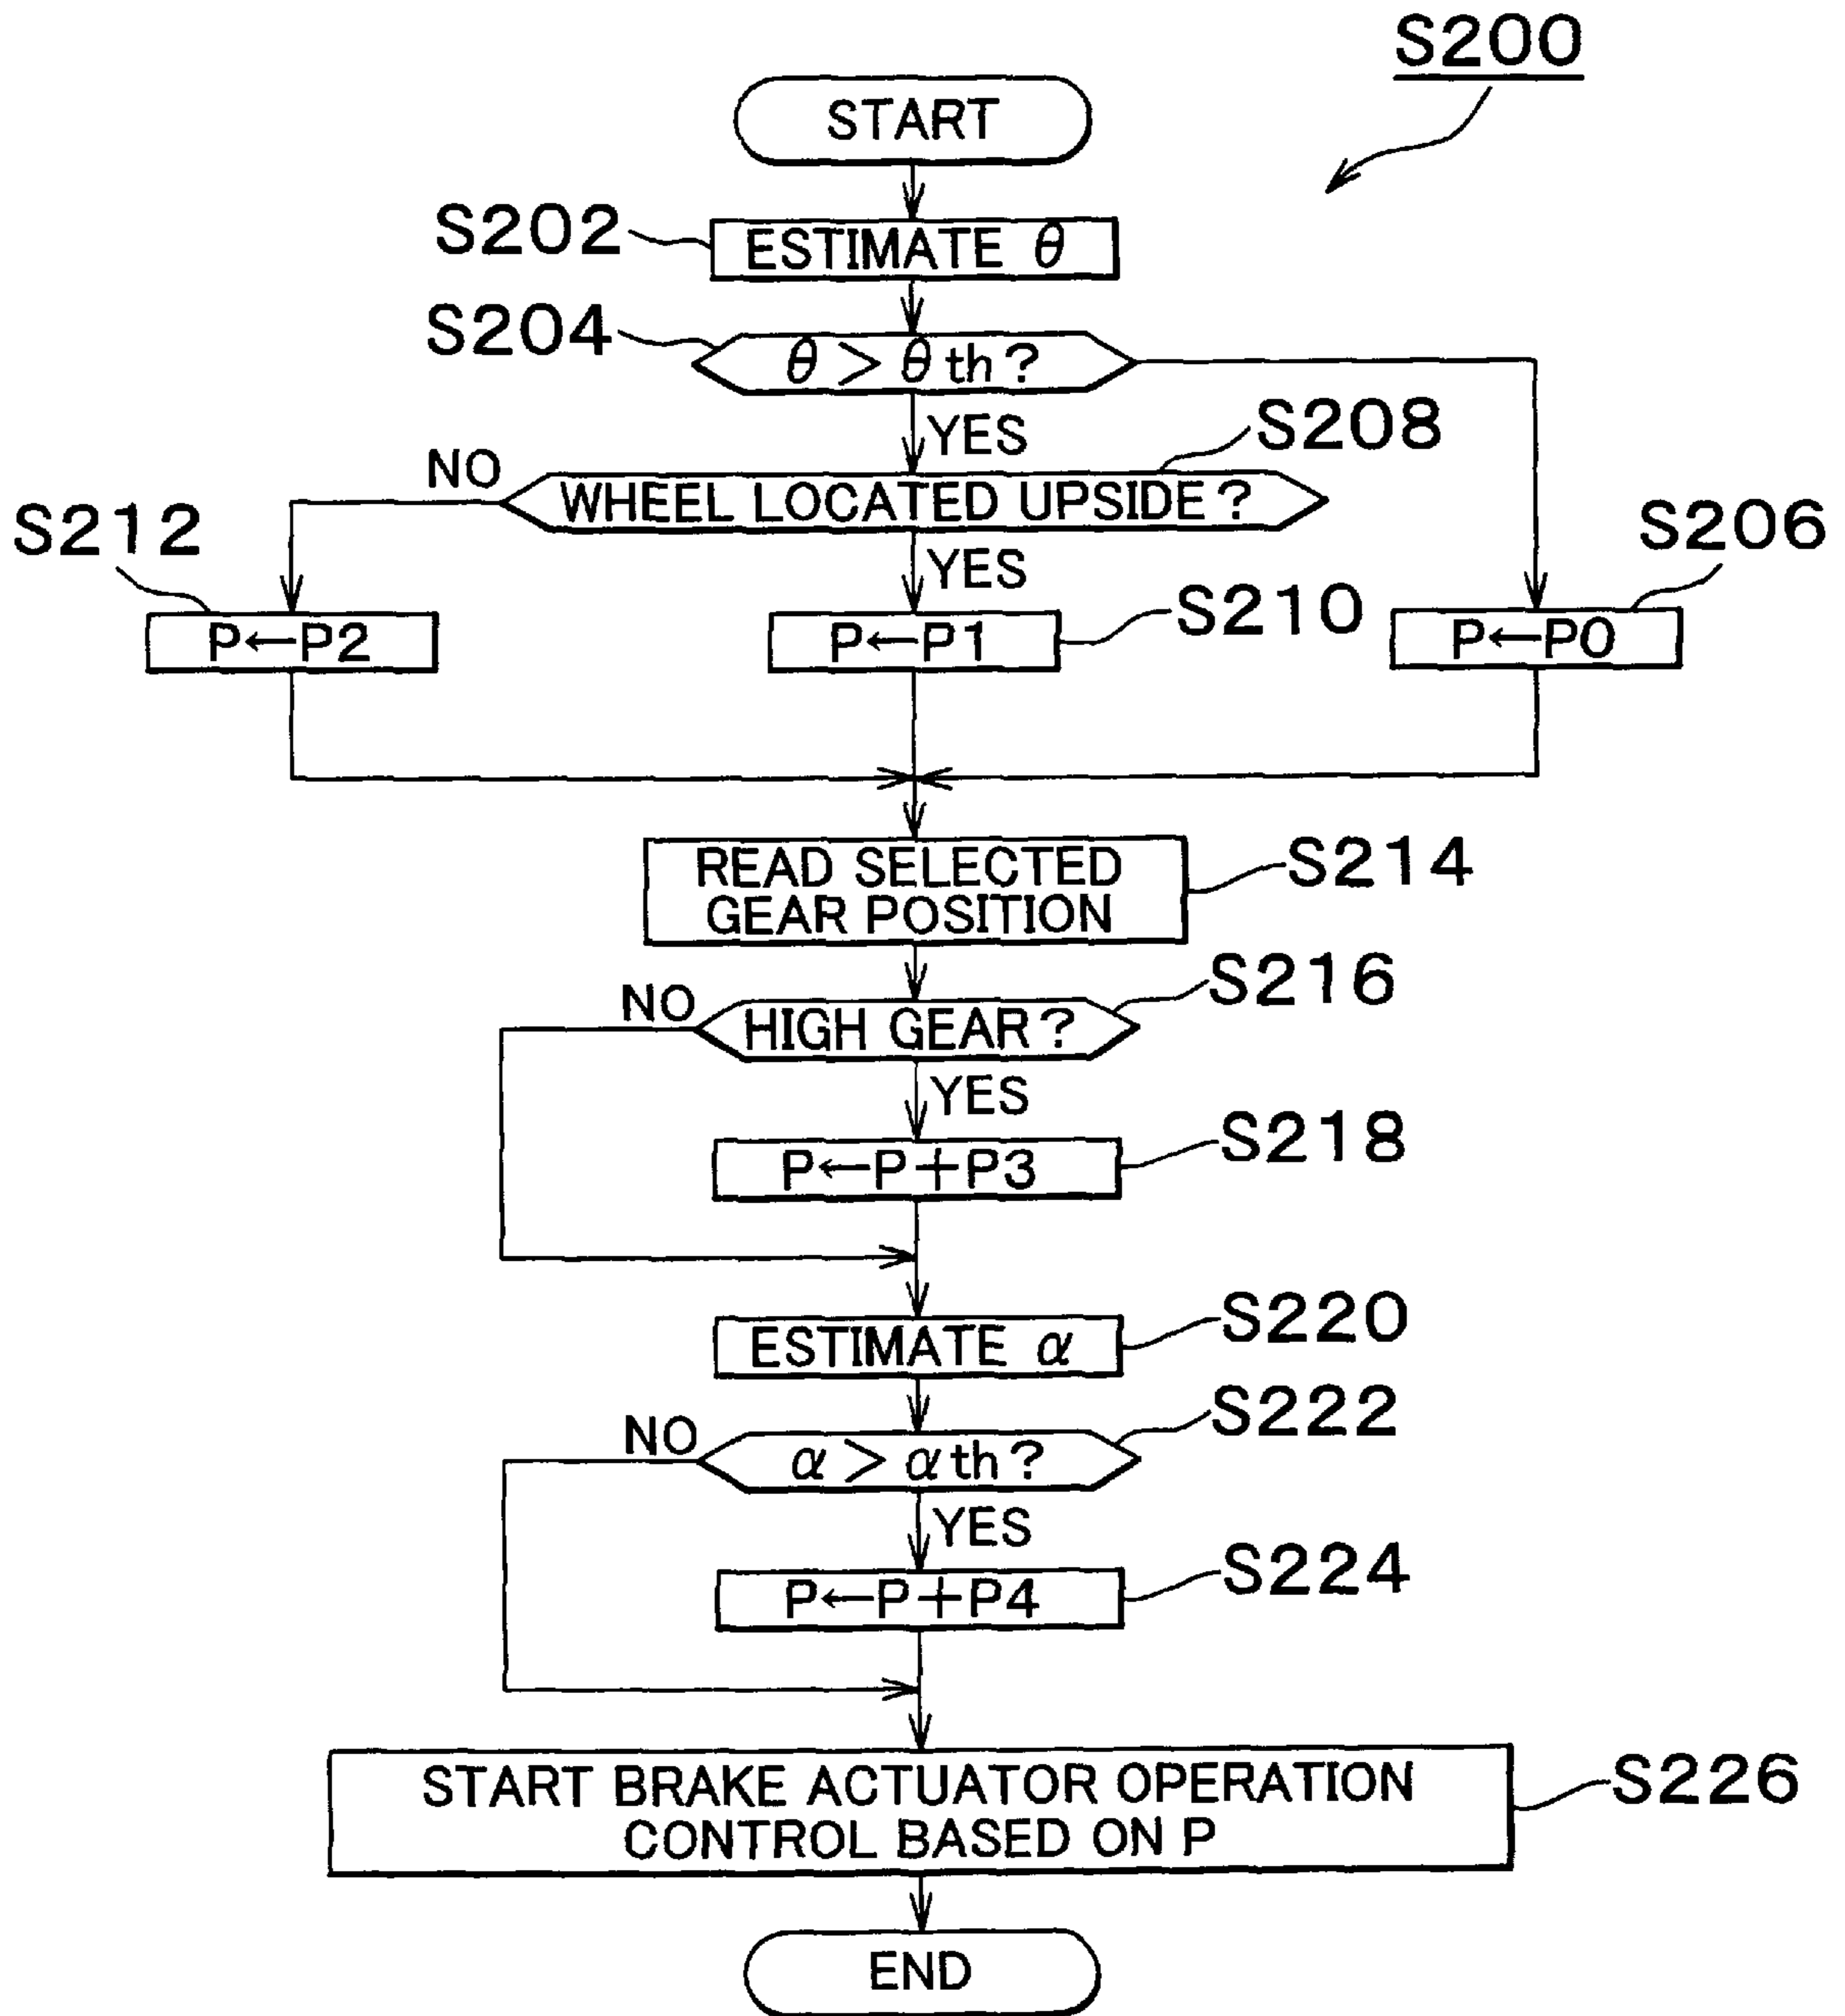 S200
START
S202
ESTIMATE θ
S204
θ > θth?
YES
S208
NO
WHEEL LOCATED UPSIDE?
S212
YES
S206
S210
P←P2
P←P1
P←P0
READ SELECTED
GEAR POSITION
S214
S216
NO
HIGH GEAR?
YES
S218
P←P+P3
S220
ESTIMATE α
S222
NO
α > αth?
YES
S224
P←P+P4
START BRAKE ACTUATOR OPERATION
CONTROL BASED ON P
S226
END